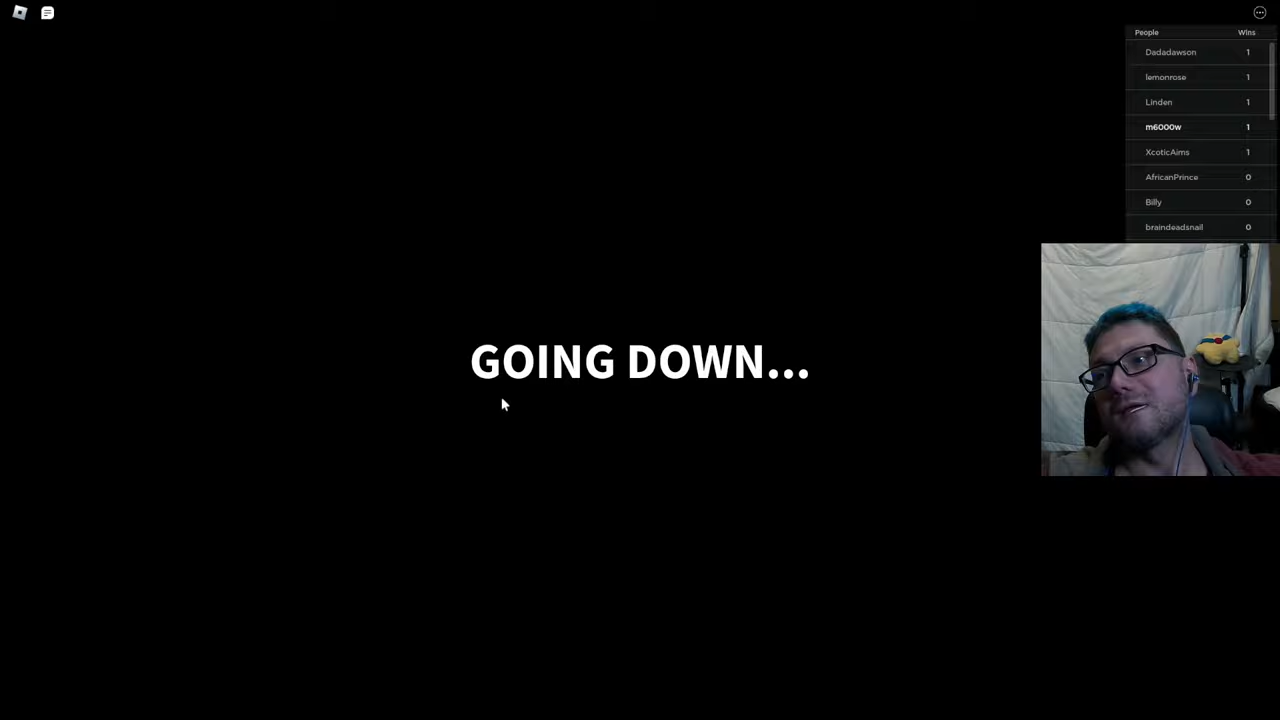 People Wins
Dadadawson 1
lemonrose 1
Linden 1
m6000w 1
XcoticAims 1
AfricanPrince 0
Billy 0
braindeadsnail 0
GOING DOWN...